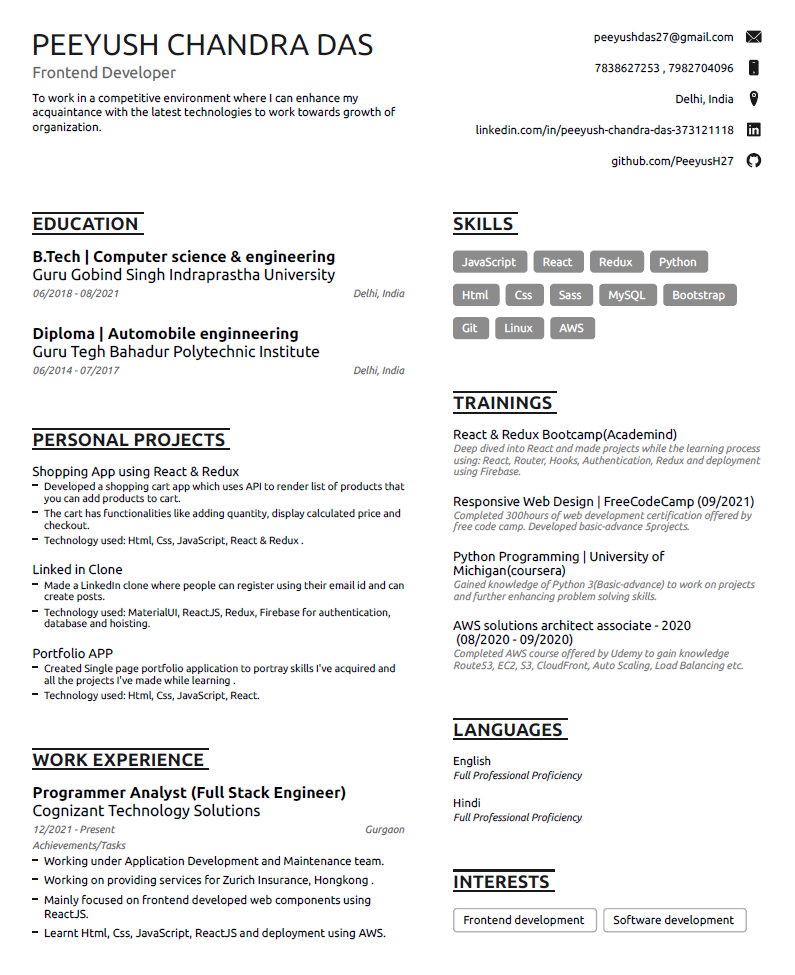 PEEYUSH CHANDRA DAS
Frontend Developer
To work in a competitive environment where I can enhance my
acquaintance with the latest technologies to work towards growth of
organization.
peeyushdas27@gmail.com
7838627253 , 7982704096
Delhi, India
linkedin.com/in/peeyush-chandra-das-373121118
github.com/PeeyusH27
EDUCATION
B.Tech | Computer science & engineering
Guru Gobind Singh Indraprastha University
06/2018 - 08/2021 Delhi, India
Diploma | Automobile enginneering
Guru Tegh Bahadur Polytechnic Institute
06/2014 - 07/2017 Delhi, India
PERSONAL PROJECTS
Shopping App using React & Redux
– Developed a shopping cart app which uses API to render list of products that
you can add products to cart.
– The cart has functionalities like adding quantity, display calculated price and
checkout.
– Technology used: Html, Css, JavaScript, React & Redux .
Linked in Clone
– Made a LinkedIn clone where people can register using their email id and can
create posts.
– Technology used: MaterialUI, ReactJS, Redux, Firebase for authentication,
database and hoisting.
Portfolio APP
– Created Single page portfolio application to portray skills I've acquired and
all the projects I've made while learning .
– Technology used: Html, Css, JavaScript, React.
WORK EXPERIENCE
Programmer Analyst (Full Stack Engineer)
Cognizant Technology Solutions
12/2021 - Present Gurgaon
Achievements/Tasks
– Working under Application Development and Maintenance team.
– Working on providing services for Zurich Insurance, Hongkong .
– Mainly focused on frontend developed web components using
ReactJS.
– Learnt Html, Css, JavaScript, ReactJS and deployment using AWS.
SKILLS
JavaScript React Redux Python
Html Css Sass MySQL Bootstrap
Git Linux AWS
TRAININGS
React & Redux Bootcamp(Academind)
Deep dived into React and made projects while the learning process
using: React, Router, Hooks, Authentication, Redux and deployment
using Firebase.
Responsive Web Design | FreeCodeCamp (09/2021)
Completed 300hours of web development certification offered by
free code camp. Developed basic-advance 5projects.
Python Programming | University of
Michigan(coursera)
Gained knowledge of Python 3(Basic-advance) to work on projects
and further enhancing problem solving skills.
AWS solutions architect associate - 2020
(08/2020 - 09/2020)
Completed AWS course offered by Udemy to gain knowledge
Route53, EC2, S3, CloudFront, Auto Scaling, Load Balancing etc.
LANGUAGES
English
Full Professional Proficiency
Hindi
Full Professional Proficiency
INTERESTS
Frontend development Software development